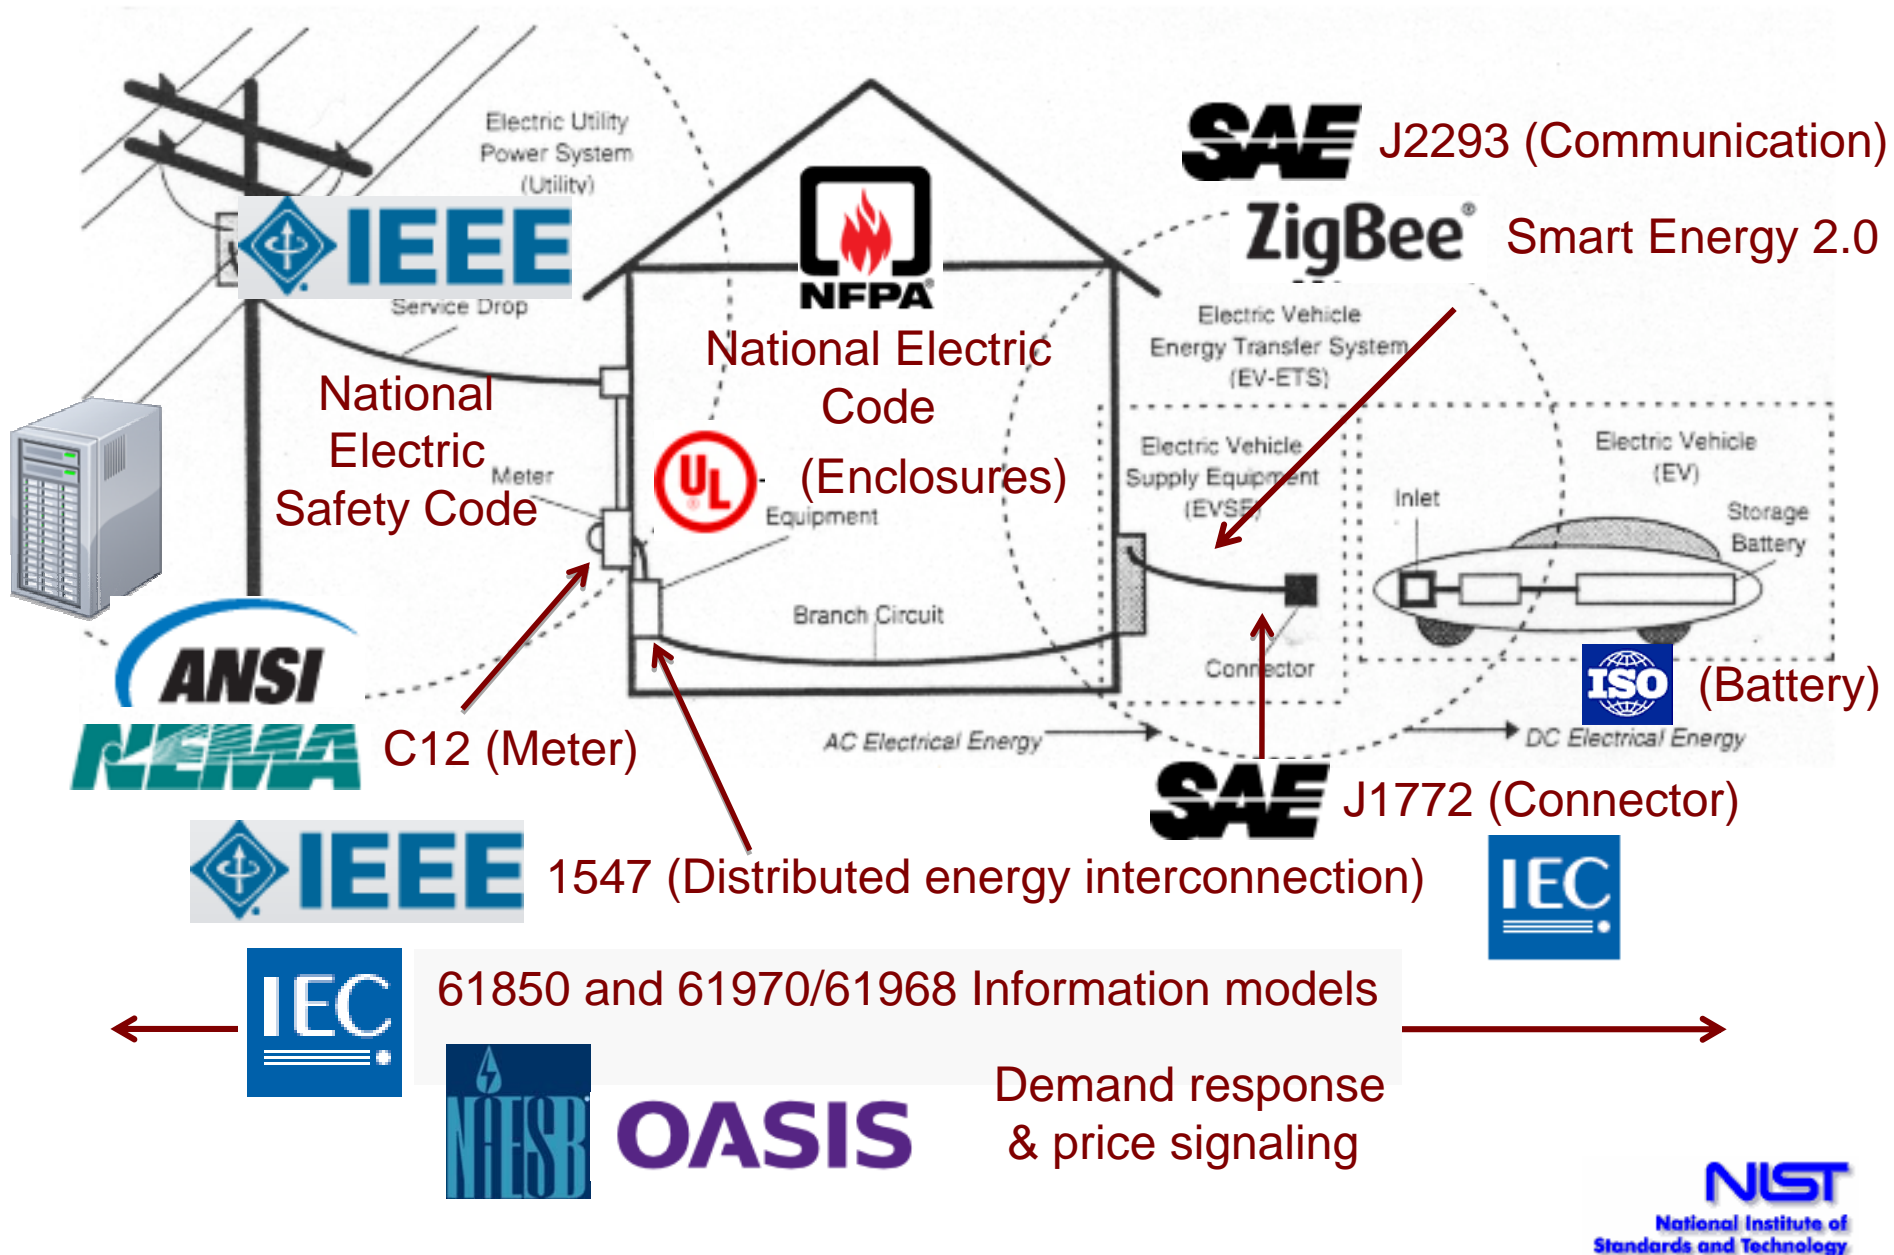 Electric Utility
Power System
(Utility)
SAE J2293 (Communication)
ZigBee® Smart Energy 2.0
IEEE
NFPA®
Service Drop
Electric Vehicle
Energy Transfer System
(EV-ETS)
National
Electric
Safety Code
National Electric
Code
(Enclosures)
UL®
Meter
Equipment
Electric Vehicle
Supply Equipment
(EVSE)
Electric Vehicle
(EV)
Inlet
Storage
Battery
Branch Circuit
Connector
ANSI
NEMA
C12 (Meter)
AC Electrical Energy
DC Electrical Energy
ISO (Battery)
SAE J1772 (Connector)
IEEE 1547 (Distributed energy interconnection)
IEC
IEC 61850 and 61970/61968 Information models
NAESB OASIS
Demand response
& price signaling
NIST
National Institute of
Standards and Technology